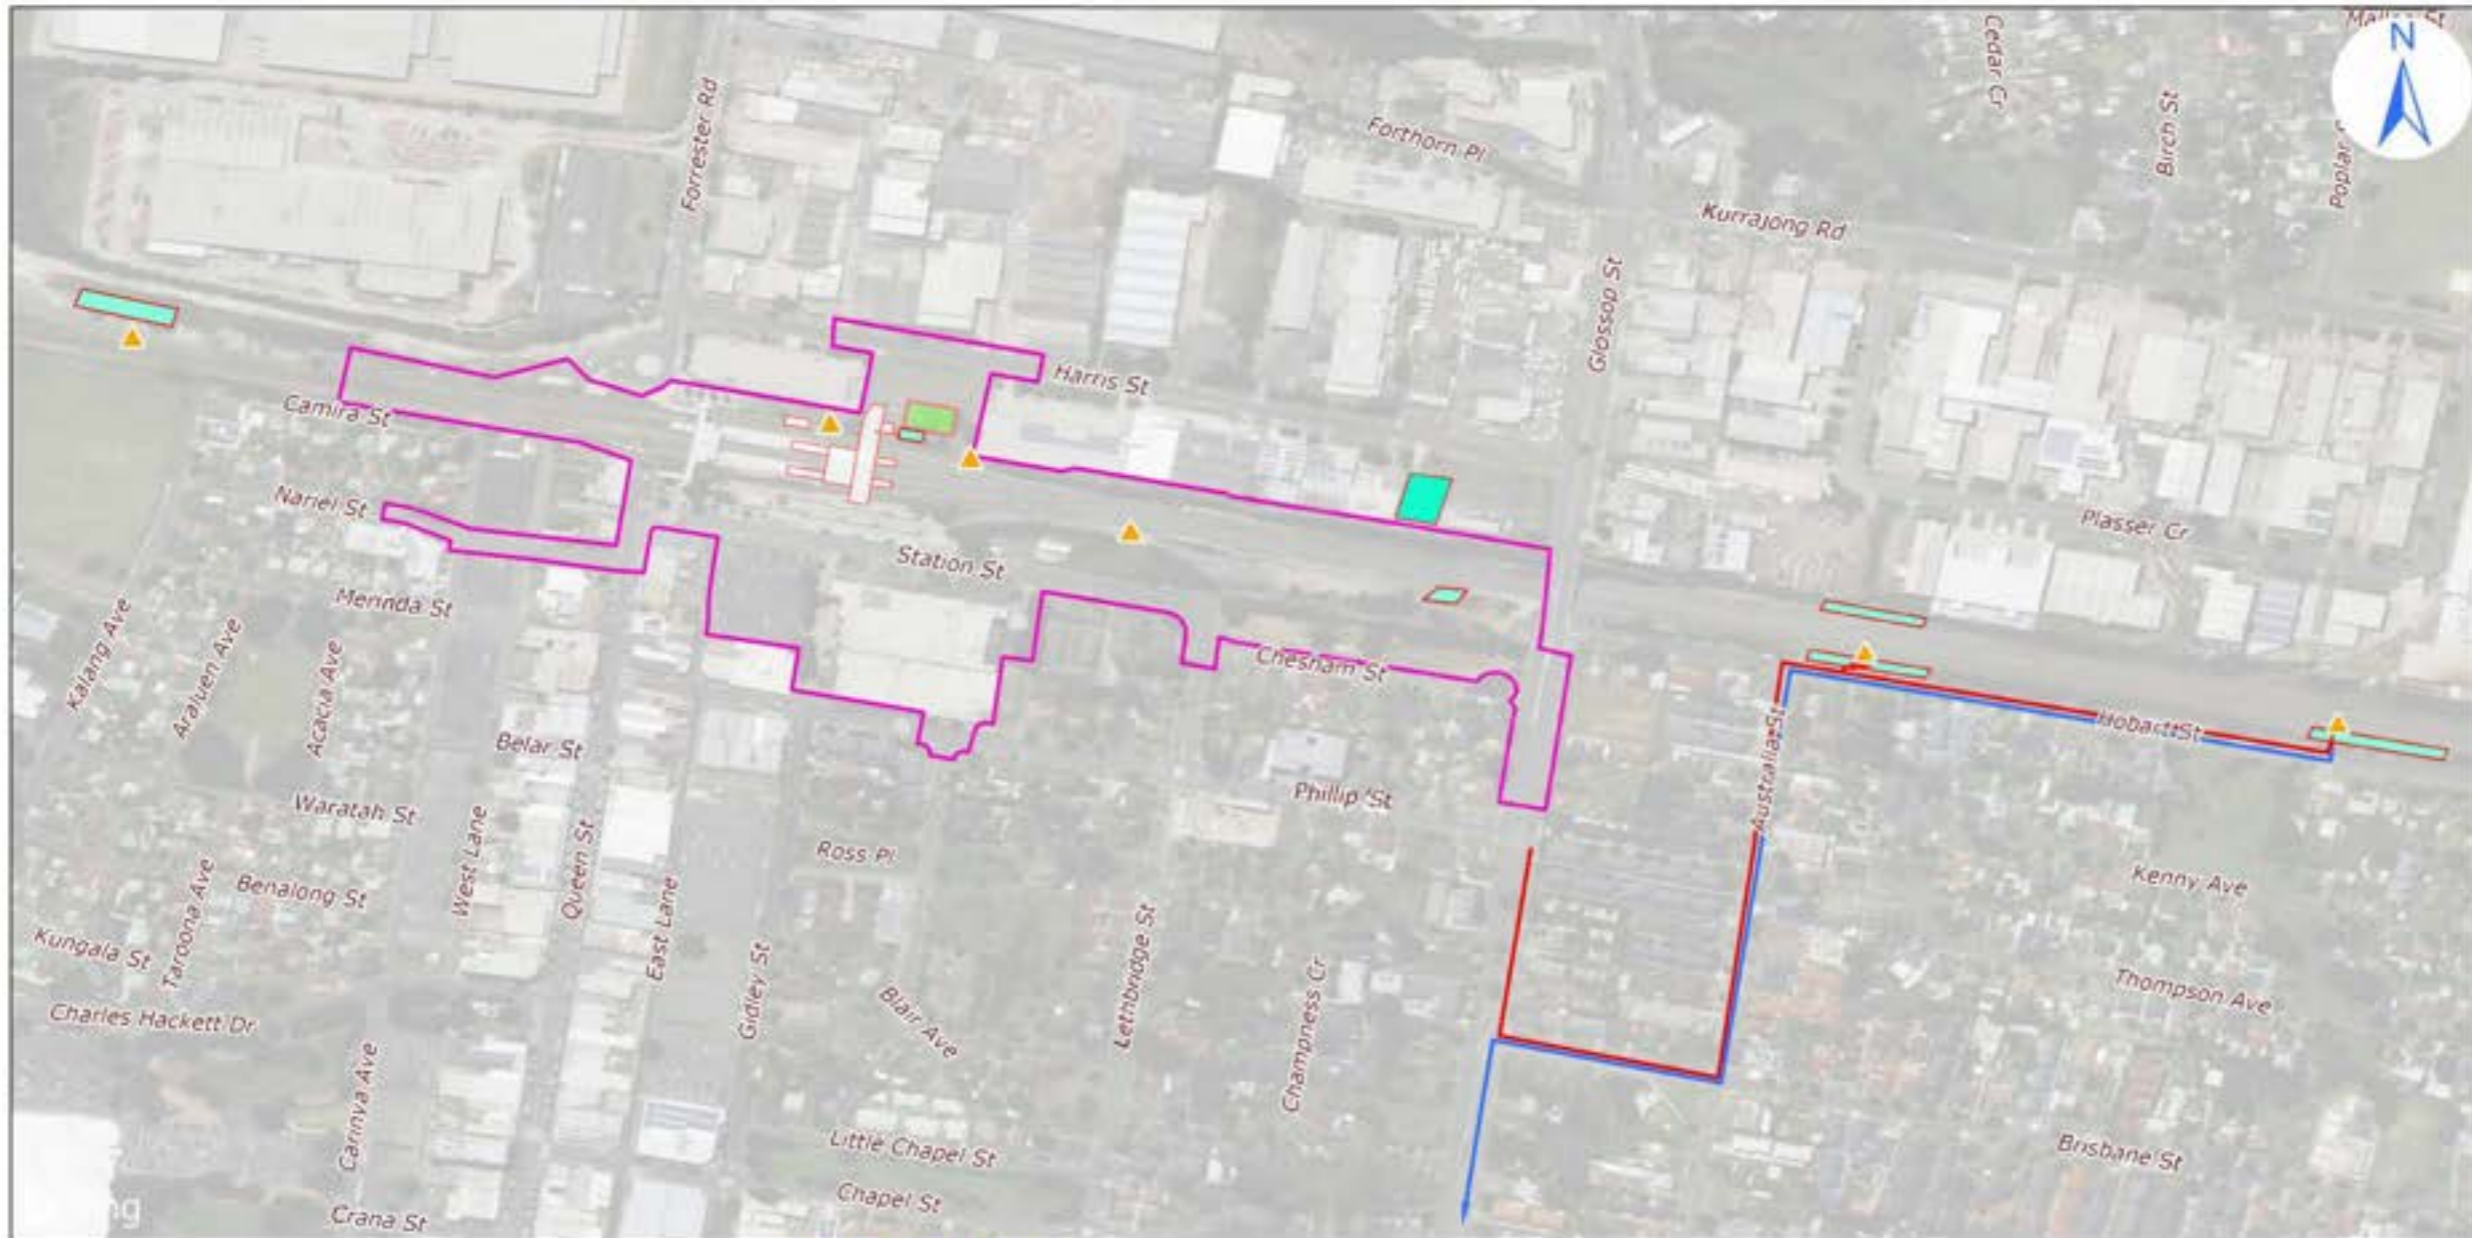 Cedar Cr
N
Birch St
Forrester Rd
Forthorn Pl
Kurrajong Rd
Glossop St
Harris St
Camira St
Nariel St
Plasser Cr
Station St
Merinda St
Kalang Ave
Araluen Ave
Acacia Ave
Chesham St
Australia St
Hobart St
Belar St
Phillip St
Waratah St
West Lane
Queen St
Ross Pl
Kenny Ave
Benalong St
East Lane
Taroona Ave
Kungala St
Gidley St
Lethbridge St
Champness Cr
Thompson Ave
Blair Ave
Charles Hackett Dr
Carinya Ave
Little Chapel St
Brisbane St
Chapel St
Crana St